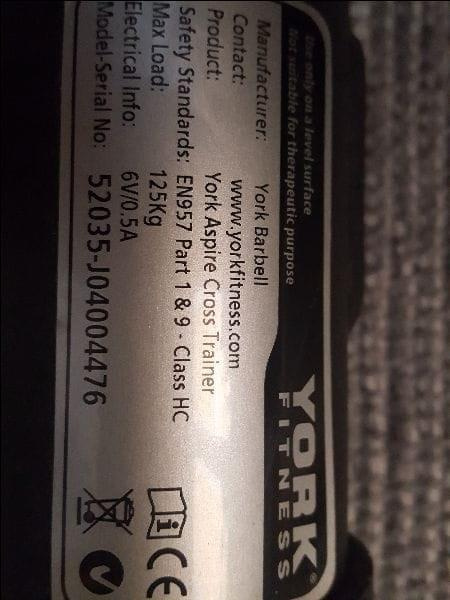 Use only on a level surface
Not suitable for therapeutic purpose
YORK®
FITNESS
Manufacturer: York Barbell
Contact: www.yorkfitness.com
Product: York Aspire Cross Trainer
Safety Standards: EN957 Part 1 & 9 - Class HC
Max Load: 125Kg
Electrical Info: 6V/0.5A
Model-Serial No: 52035-J04004476
i CE